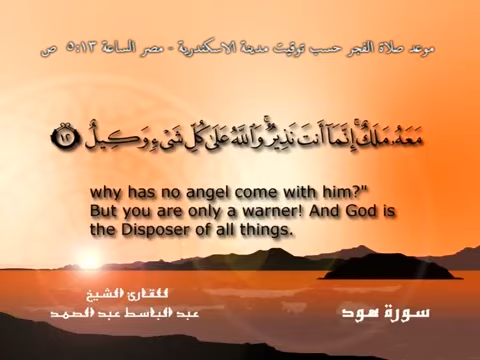 موعد صلاة الفجر حسب توقيت مدينة الاسكندرية - مصر الساعة ٥:١٣ ص
مَعَهُۥ مَلَكٌ ۚ إِنَّمَآ أَنتَ نَذِيرٌ ۚ وَٱللَّهُ عَلَىٰ كُلِّ شَىْءٍ وَكِيلٌ ١٢
why has no angel come with him?"
But you are only a warner! And God is
the Disposer of all things.
للقارئ الشيخ
عبد الباسط عبد الصمد
سورة هود